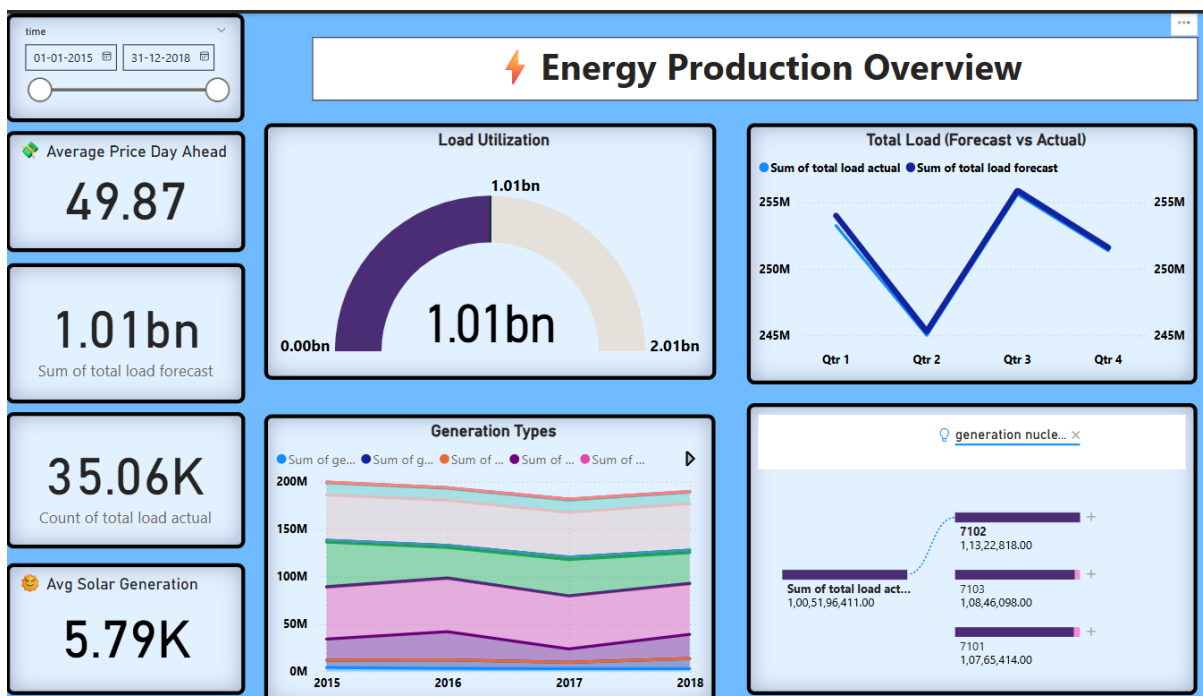 time
01-01-2015
31-12-2018
⚡ Energy Production Overview
Average Price Day Ahead
49.87
1.01bn
Sum of total load forecast
35.06K
Count of total load actual
Avg Solar Generation
5.79K
Load Utilization
1.01bn
1.01bn
0.00bn
2.01bn
Total Load (Forecast vs Actual)
Sum of total load actual
Sum of total load forecast
255M
255M
250M
250M
245M
245M
Qtr 1
Qtr 2
Qtr 3
Qtr 4
Generation Types
Sum of ge...
Sum of g...
Sum of ...
Sum of ...
Sum of ...
200M
150M
100M
50M
0M
2015
2016
2017
2018
generation nucle...
7102
1,13,22,818.00
Sum of total load act...
1,00,51,96,411.00
7103
1,08,46,098.00
7101
1,07,65,414.00